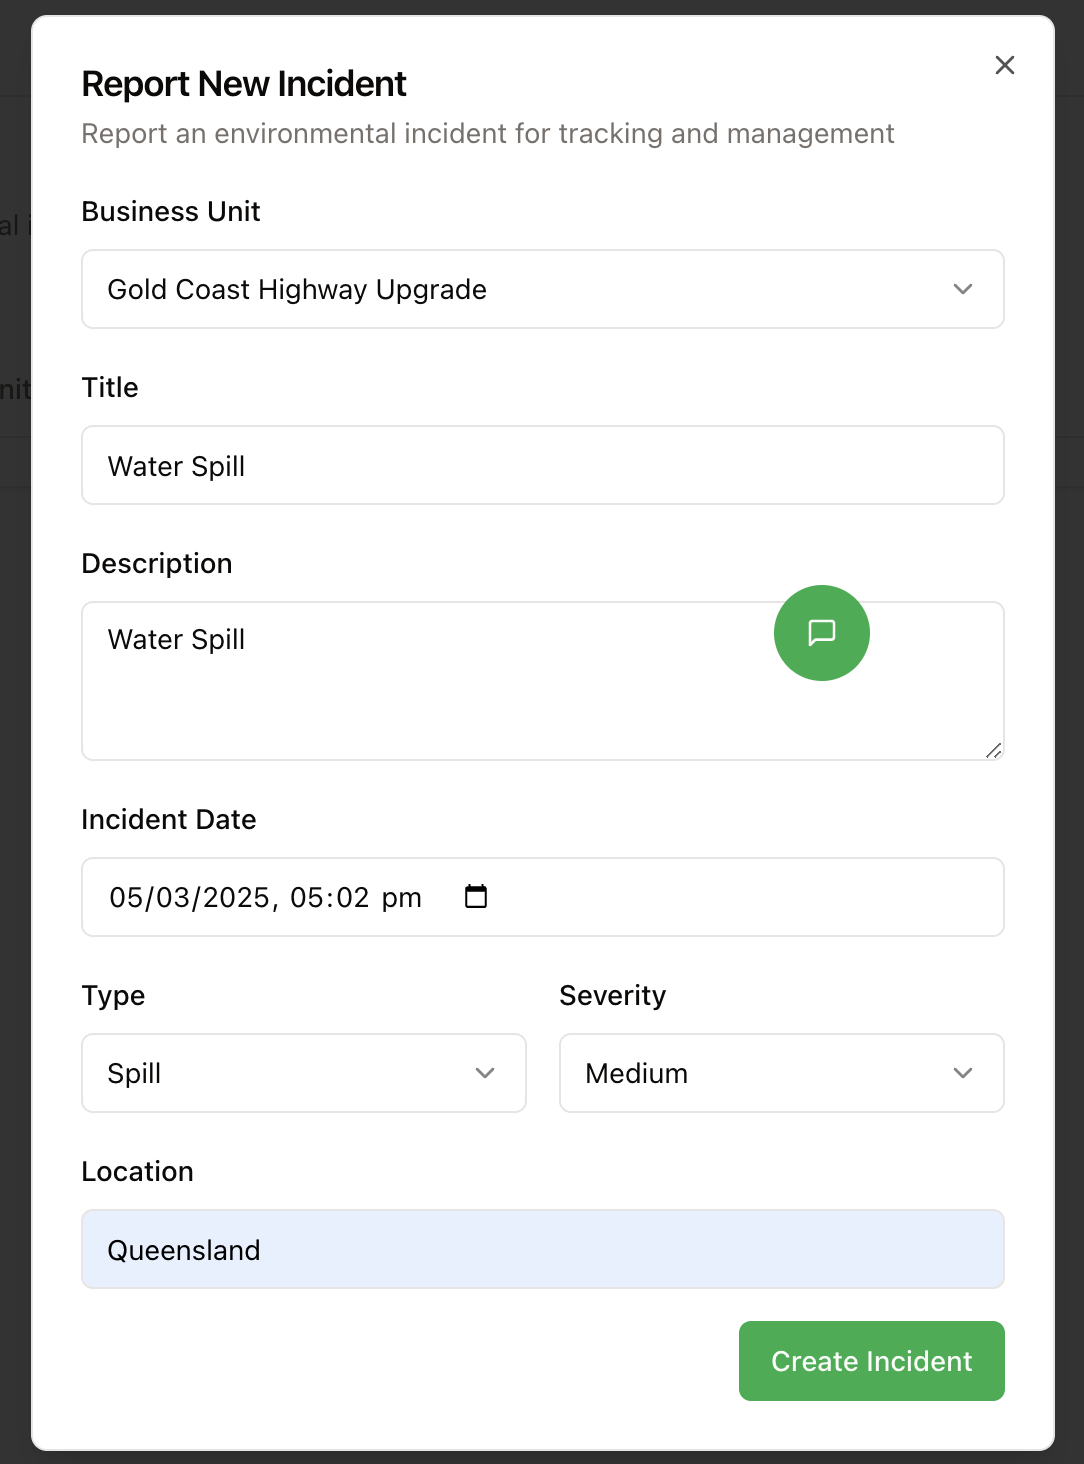 Report New Incident
Report an environmental incident for tracking and management
Business Unit
Gold Coast Highway Upgrade
Title
Water Spill
Description
Water Spill
Incident Date
05/03/2025, 05:02 pm
Type
Severity
Spill
Medium
Location
Queensland
Create Incident